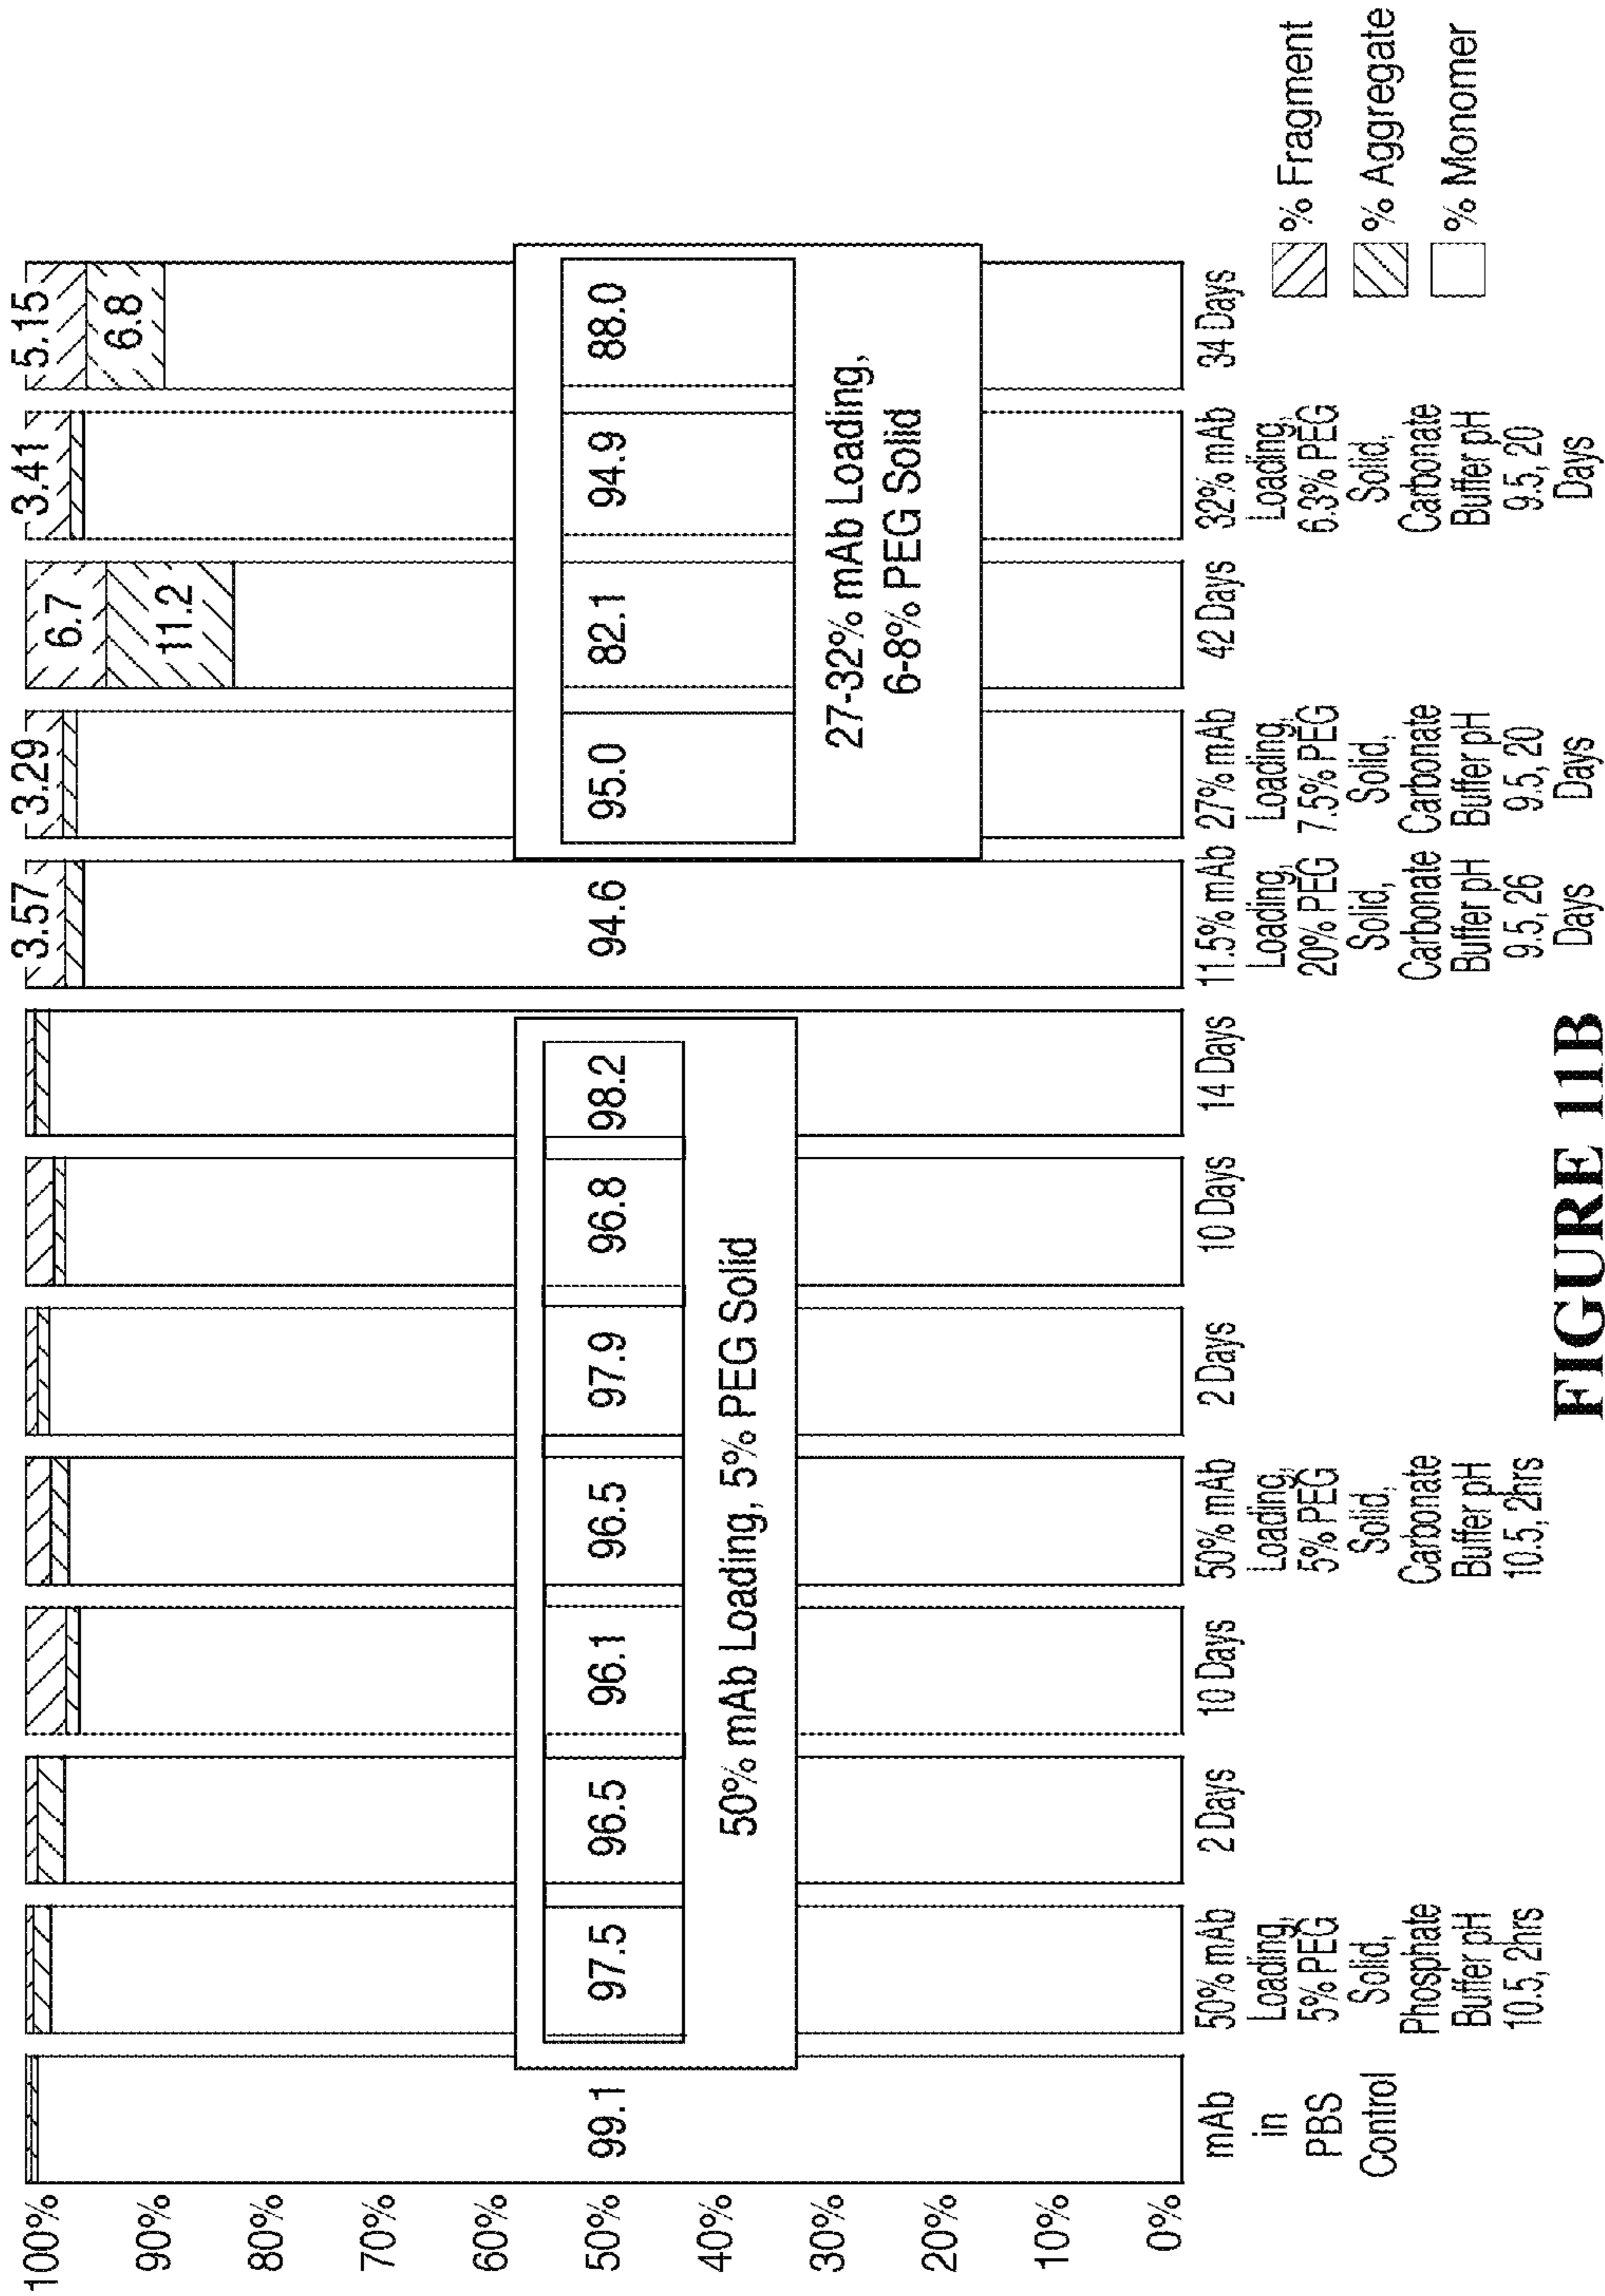 100%
90%
80%
70%
60%
50%
40%
30%
20%
10%
0%
3.57
3.29
6.7
11.2
3.41
5.15
6.8
99.1
97.5
96.5
96.1
96.5
97.9
96.8
98.2
94.6
95.0
82.1
94.9
88.0
50% mAb Loading, 5% PEG Solid
27-32% mAb Loading,
6-8% PEG Solid
mAb
in
PBS
Control
50% mAb
Loading,
5% PEG
Solid,
Phosphate
Buffer pH
10.5, 2hrs
2 Days
10 Days
50% mAb
Loading,
5% PEG
Solid,
Carbonate
Buffer pH
10.5, 2hrs
2 Days
10 Days
14 Days
11.5% mAb
Loading,
20% PEG
Solid,
Carbonate
Buffer pH
9.5, 26
Days
27% mAb
Loading,
7.5% PEG
Solid,
Carbonate
Buffer pH
9.5, 20
Days
42 Days
32% mAb
Loading,
6.3% PEG
Solid,
Carbonate
Buffer pH
9.5, 20
Days
34 Days
% Fragment
% Aggregate
% Monomer
FIGURE 11B